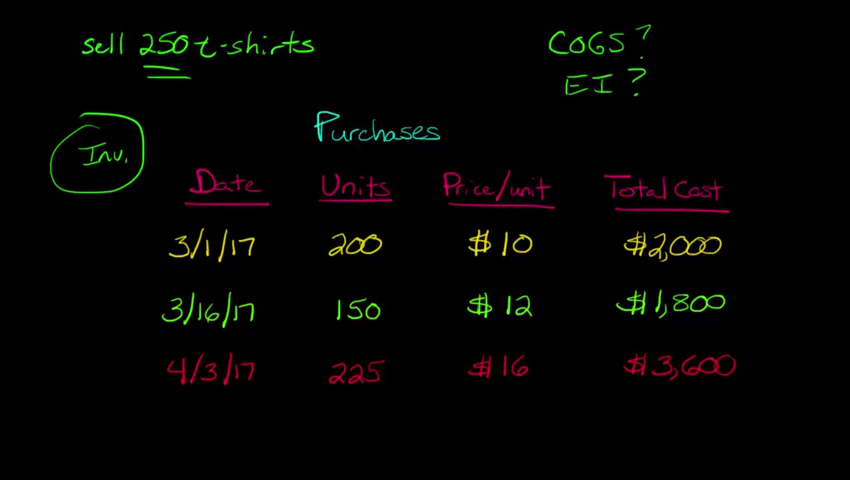 sell 250 t-shirts
COGS?
EI?
Purchases
Inv.
Date Units Price/unit Total Cost
3/1/17 200 $10 $2,000
3/16/17 150 $12 $1,800
4/3/17 225 $16 $3,600